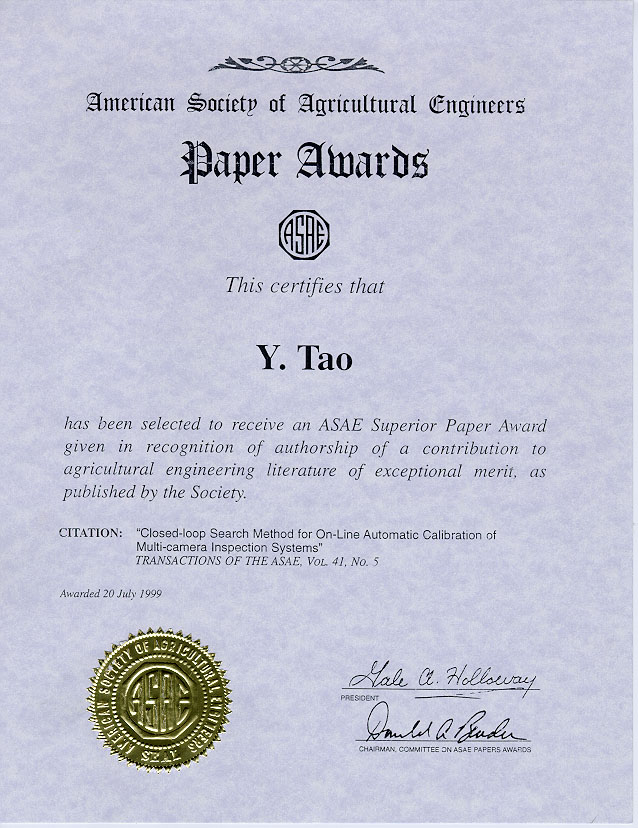 American Society of Agricultural Engineers
Paper Awards
ASAE
This certifies that
Y. Tao
has been selected to receive an ASAE Superior Paper Award
given in recognition of authorship of a contribution to
agricultural engineering literature of exceptional merit, as
published by the Society.
CITATION: "Closed-loop Search Method for On-Line Automatic Calibration of
Multi-camera Inspection Systems"
TRANSACTIONS OF THE ASAE, VOL. 41, NO. 5
Awarded 20 July 1999
AMERICAN SOCIETY OF AGRICULTURAL ENGINEERS
ASAE
SEAL
Gale A. Holloway
PRESIDENT
Donald A. Bender
CHAIRMAN, COMMITTEE ON ASAE PAPERS AWARDS